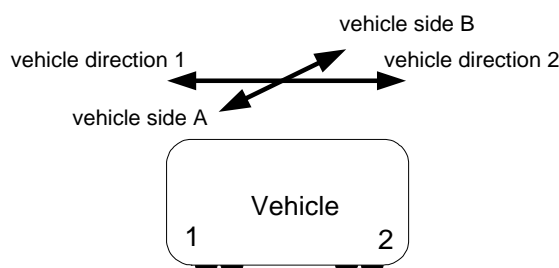 vehicle side B
vehicle direction 1
vehicle direction 2
vehicle side A
Vehicle
1
2